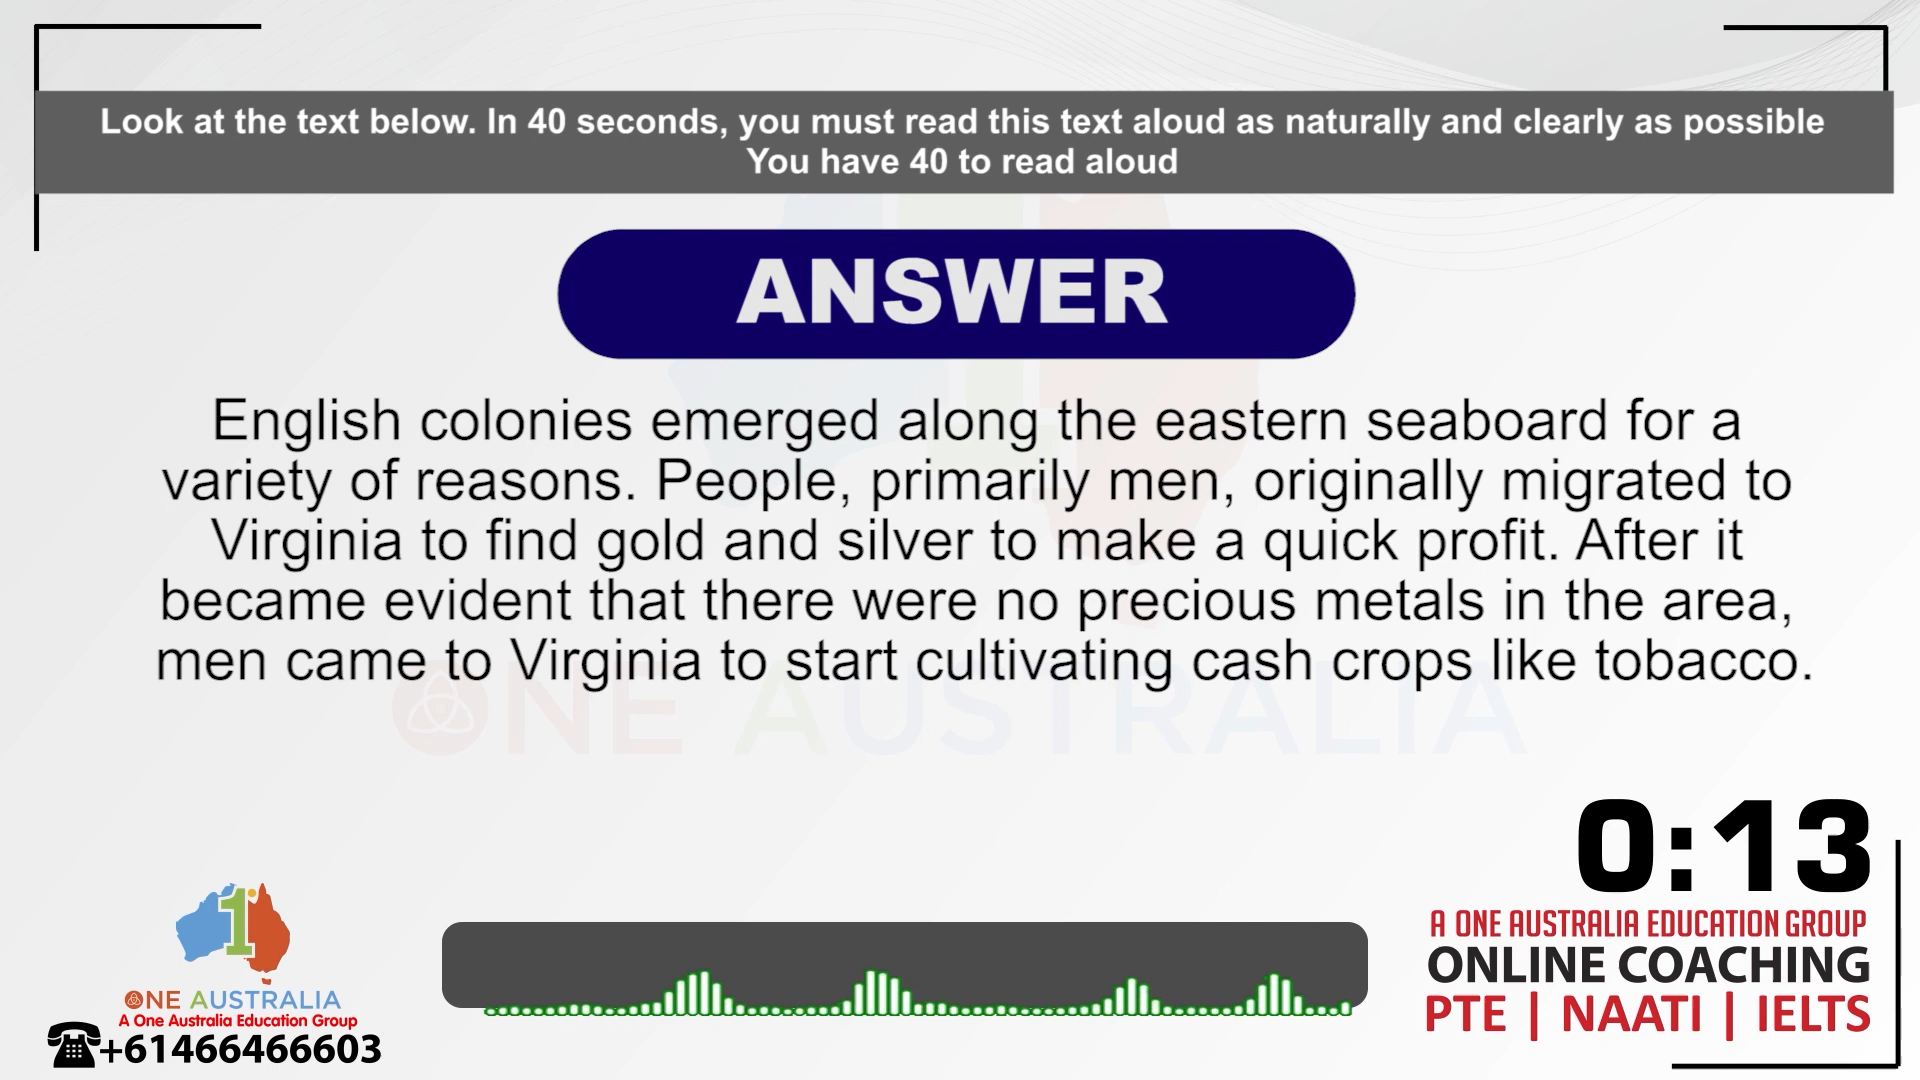 Look at the text below. In 40 seconds, you must read this text aloud as naturally and clearly as possible
You have 40 to read aloud
ANSWER
English colonies emerged along the eastern seaboard for a
variety of reasons. People, primarily men, originally migrated to
Virginia to find gold and silver to make a quick profit. After it
became evident that there were no precious metals in the area,
men came to Virginia to start cultivating cash crops like tobacco.
ONE AUSTRALIA
0:13
A ONE AUSTRALIA EDUCATION GROUP
ONLINE COACHING
PTE | NAATI | IELTS
1
ONE AUSTRALIA
A One Australia Education Group
+61466466603